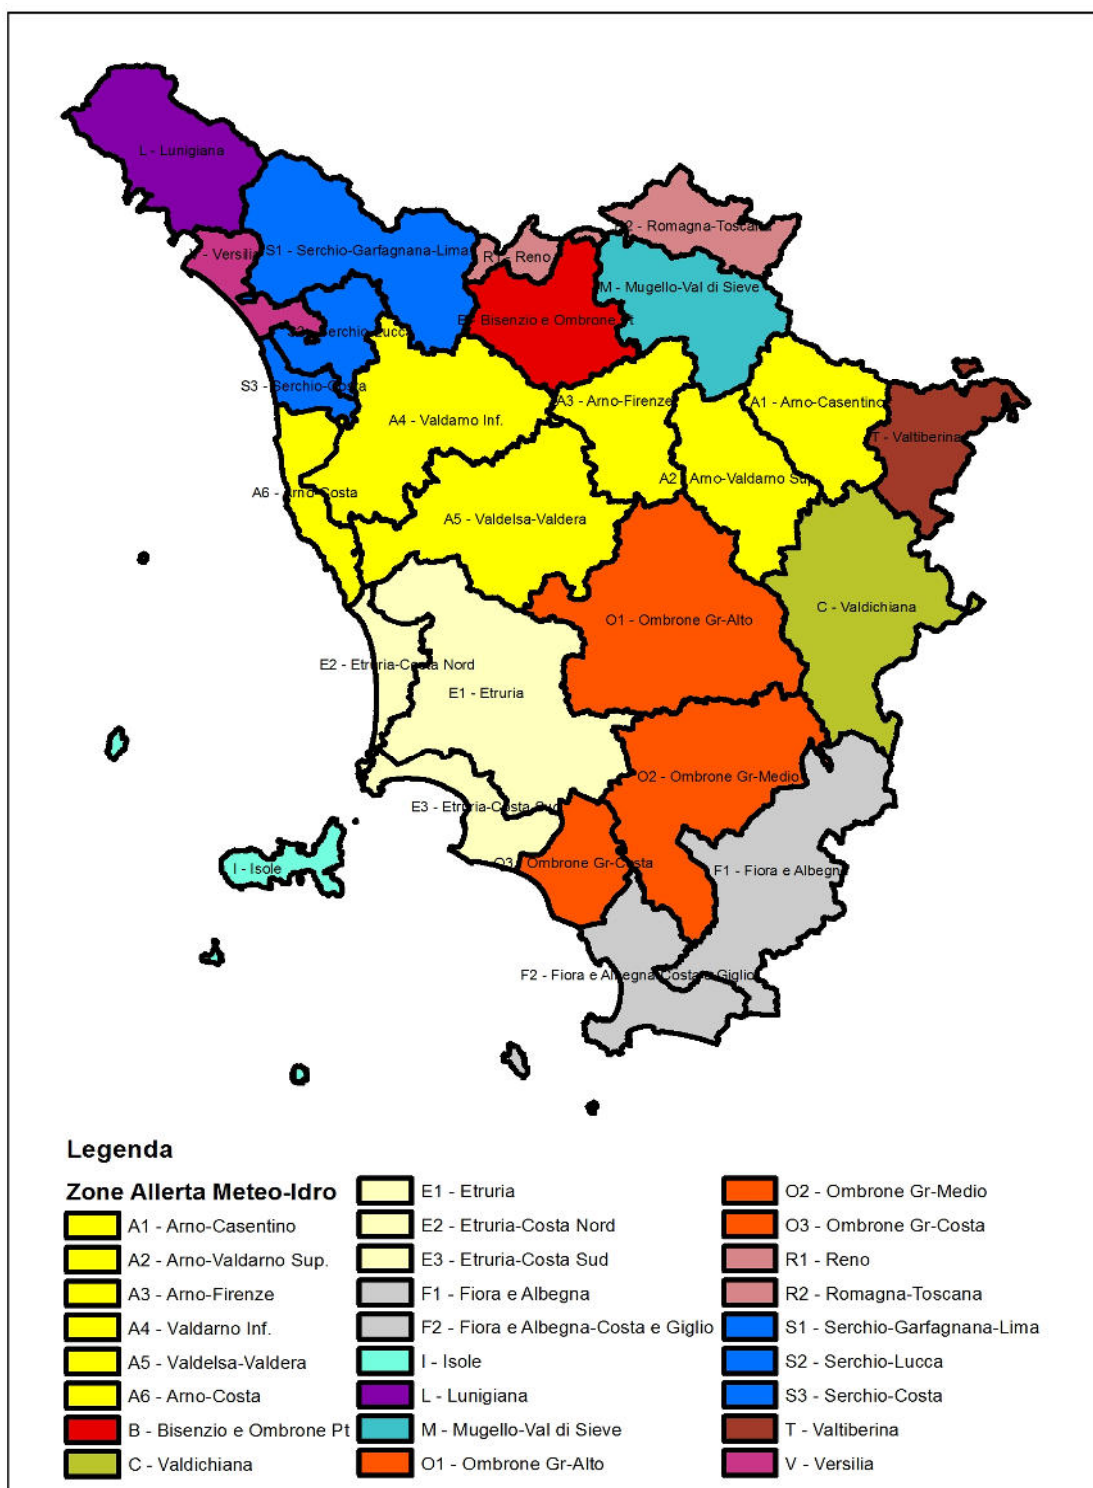 L - Lunigiana
V - Versilia
S1 - Serchio-Garfagnana-Lima
R1 - Reno
R2 - Romagna-Toscana
M - Mugello-Val di Sieve
B - Bisenzio e Ombrone Pt
S2 - Serchio-Lucca
S3 - Serchio-Costa
A3 - Arno-Firenze
A1 - Arno-Casentino
A4 - Valdarno Inf.
T - Valtiberina
A2 - Arno-Valdarno Sup.
A6 - Arno-Costa
A5 - Valdelsa-Valdera
C - Valdichiana
O1 - Ombrone Gr-Alto
E2 - Etruria-Costa Nord
E1 - Etruria
O2 - Ombrone Gr-Medio
E3 - Etruria-Costa Sud
O3 - Ombrone Gr-Costa
I - Isole
F1 - Fiora e Albegna
F2 - Fiora e Albegna-Costa e Giglio
Legenda
Zone Allerta Meteo-Idro
A1 - Arno-Casentino
A2 - Arno-Valdarno Sup.
A3 - Arno-Firenze
A4 - Valdarno Inf.
A5 - Valdelsa-Valdera
A6 - Arno-Costa
B - Bisenzio e Ombrone Pt
C - Valdichiana
E1 - Etruria
E2 - Etruria-Costa Nord
E3 - Etruria-Costa Sud
F1 - Fiora e Albegna
F2 - Fiora e Albegna-Costa e Giglio
I - Isole
L - Lunigiana
M - Mugello-Val di Sieve
O1 - Ombrone Gr-Alto
O2 - Ombrone Gr-Medio
O3 - Ombrone Gr-Costa
R1 - Reno
R2 - Romagna-Toscana
S1 - Serchio-Garfagnana-Lima
S2 - Serchio-Lucca
S3 - Serchio-Costa
T - Valtiberina
V - Versilia